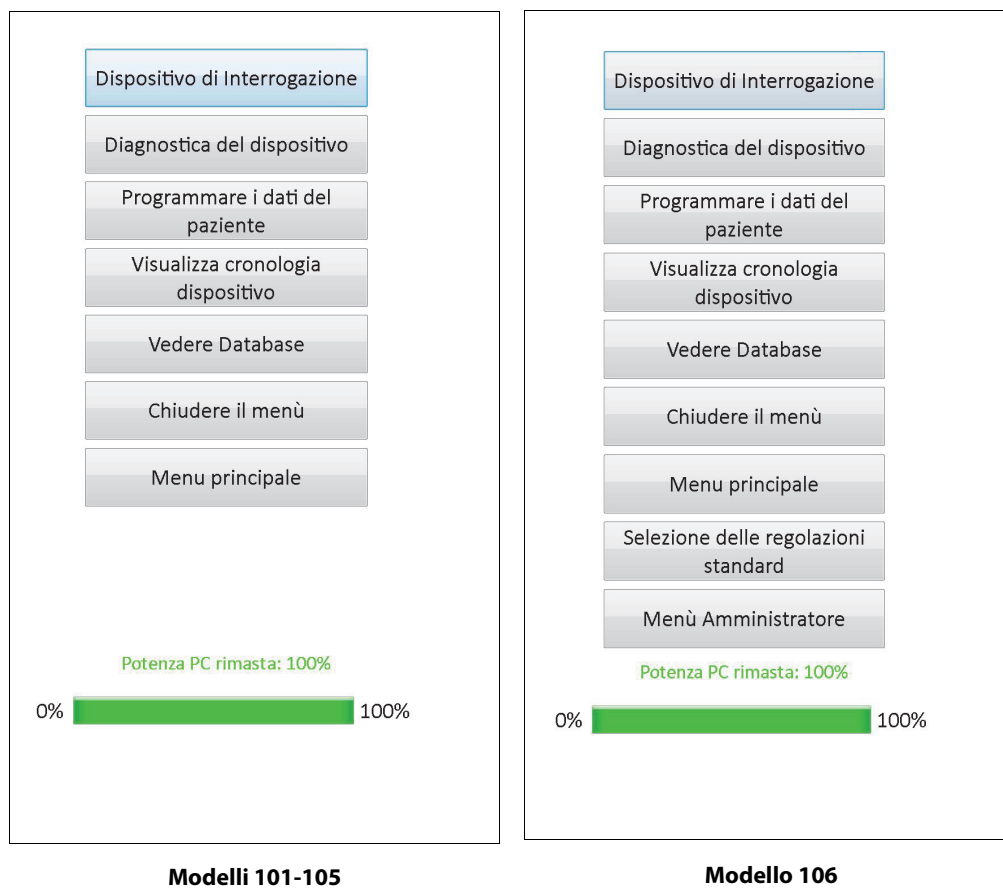 Dispositivo di Interrogazione
Diagnostica del dispositivo
Programmare i dati del
paziente
Visualizza cronologia
dispositivo
Vedere Database
Chiudere il menù
Menu principale
Potenza PC rimasta: 100%
0% 100%
Modelli 101-105
Dispositivo di Interrogazione
Diagnostica del dispositivo
Programmare i dati del
paziente
Visualizza cronologia
dispositivo
Vedere Database
Chiudere il menù
Menu principale
Selezione delle regolazioni
standard
Menù Amministratore
Potenza PC rimasta: 100%
0% 100%
Modello 106